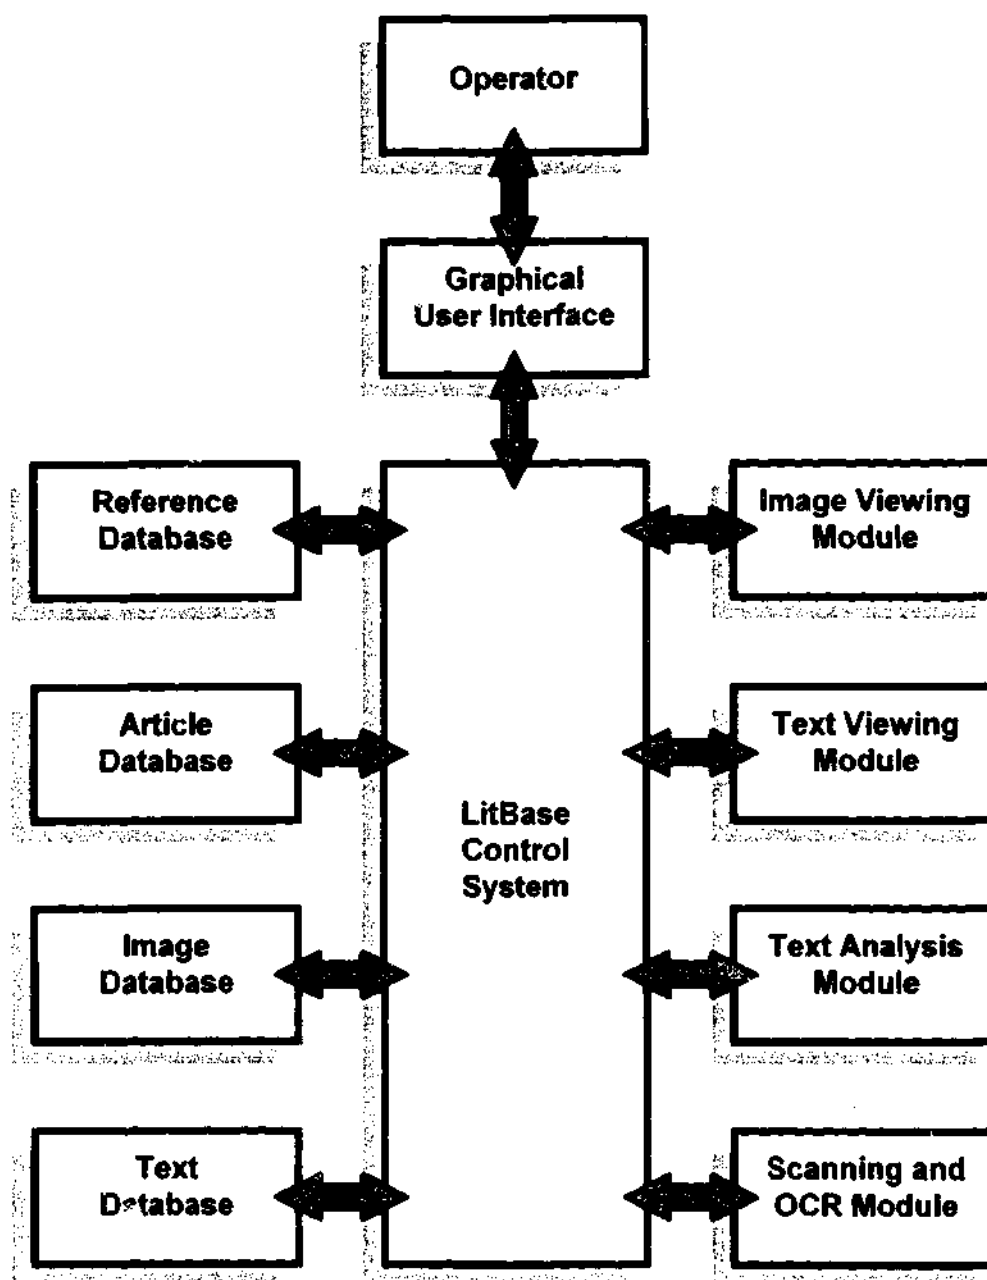 Operator
Graphical
User Interface
Reference
Database
Image Viewing
Module
Article
Database
Text Viewing
Module
LitBase
Control
System
Image
Database
Text Analysis
Module
Text
Database
Scanning and
OCR Module